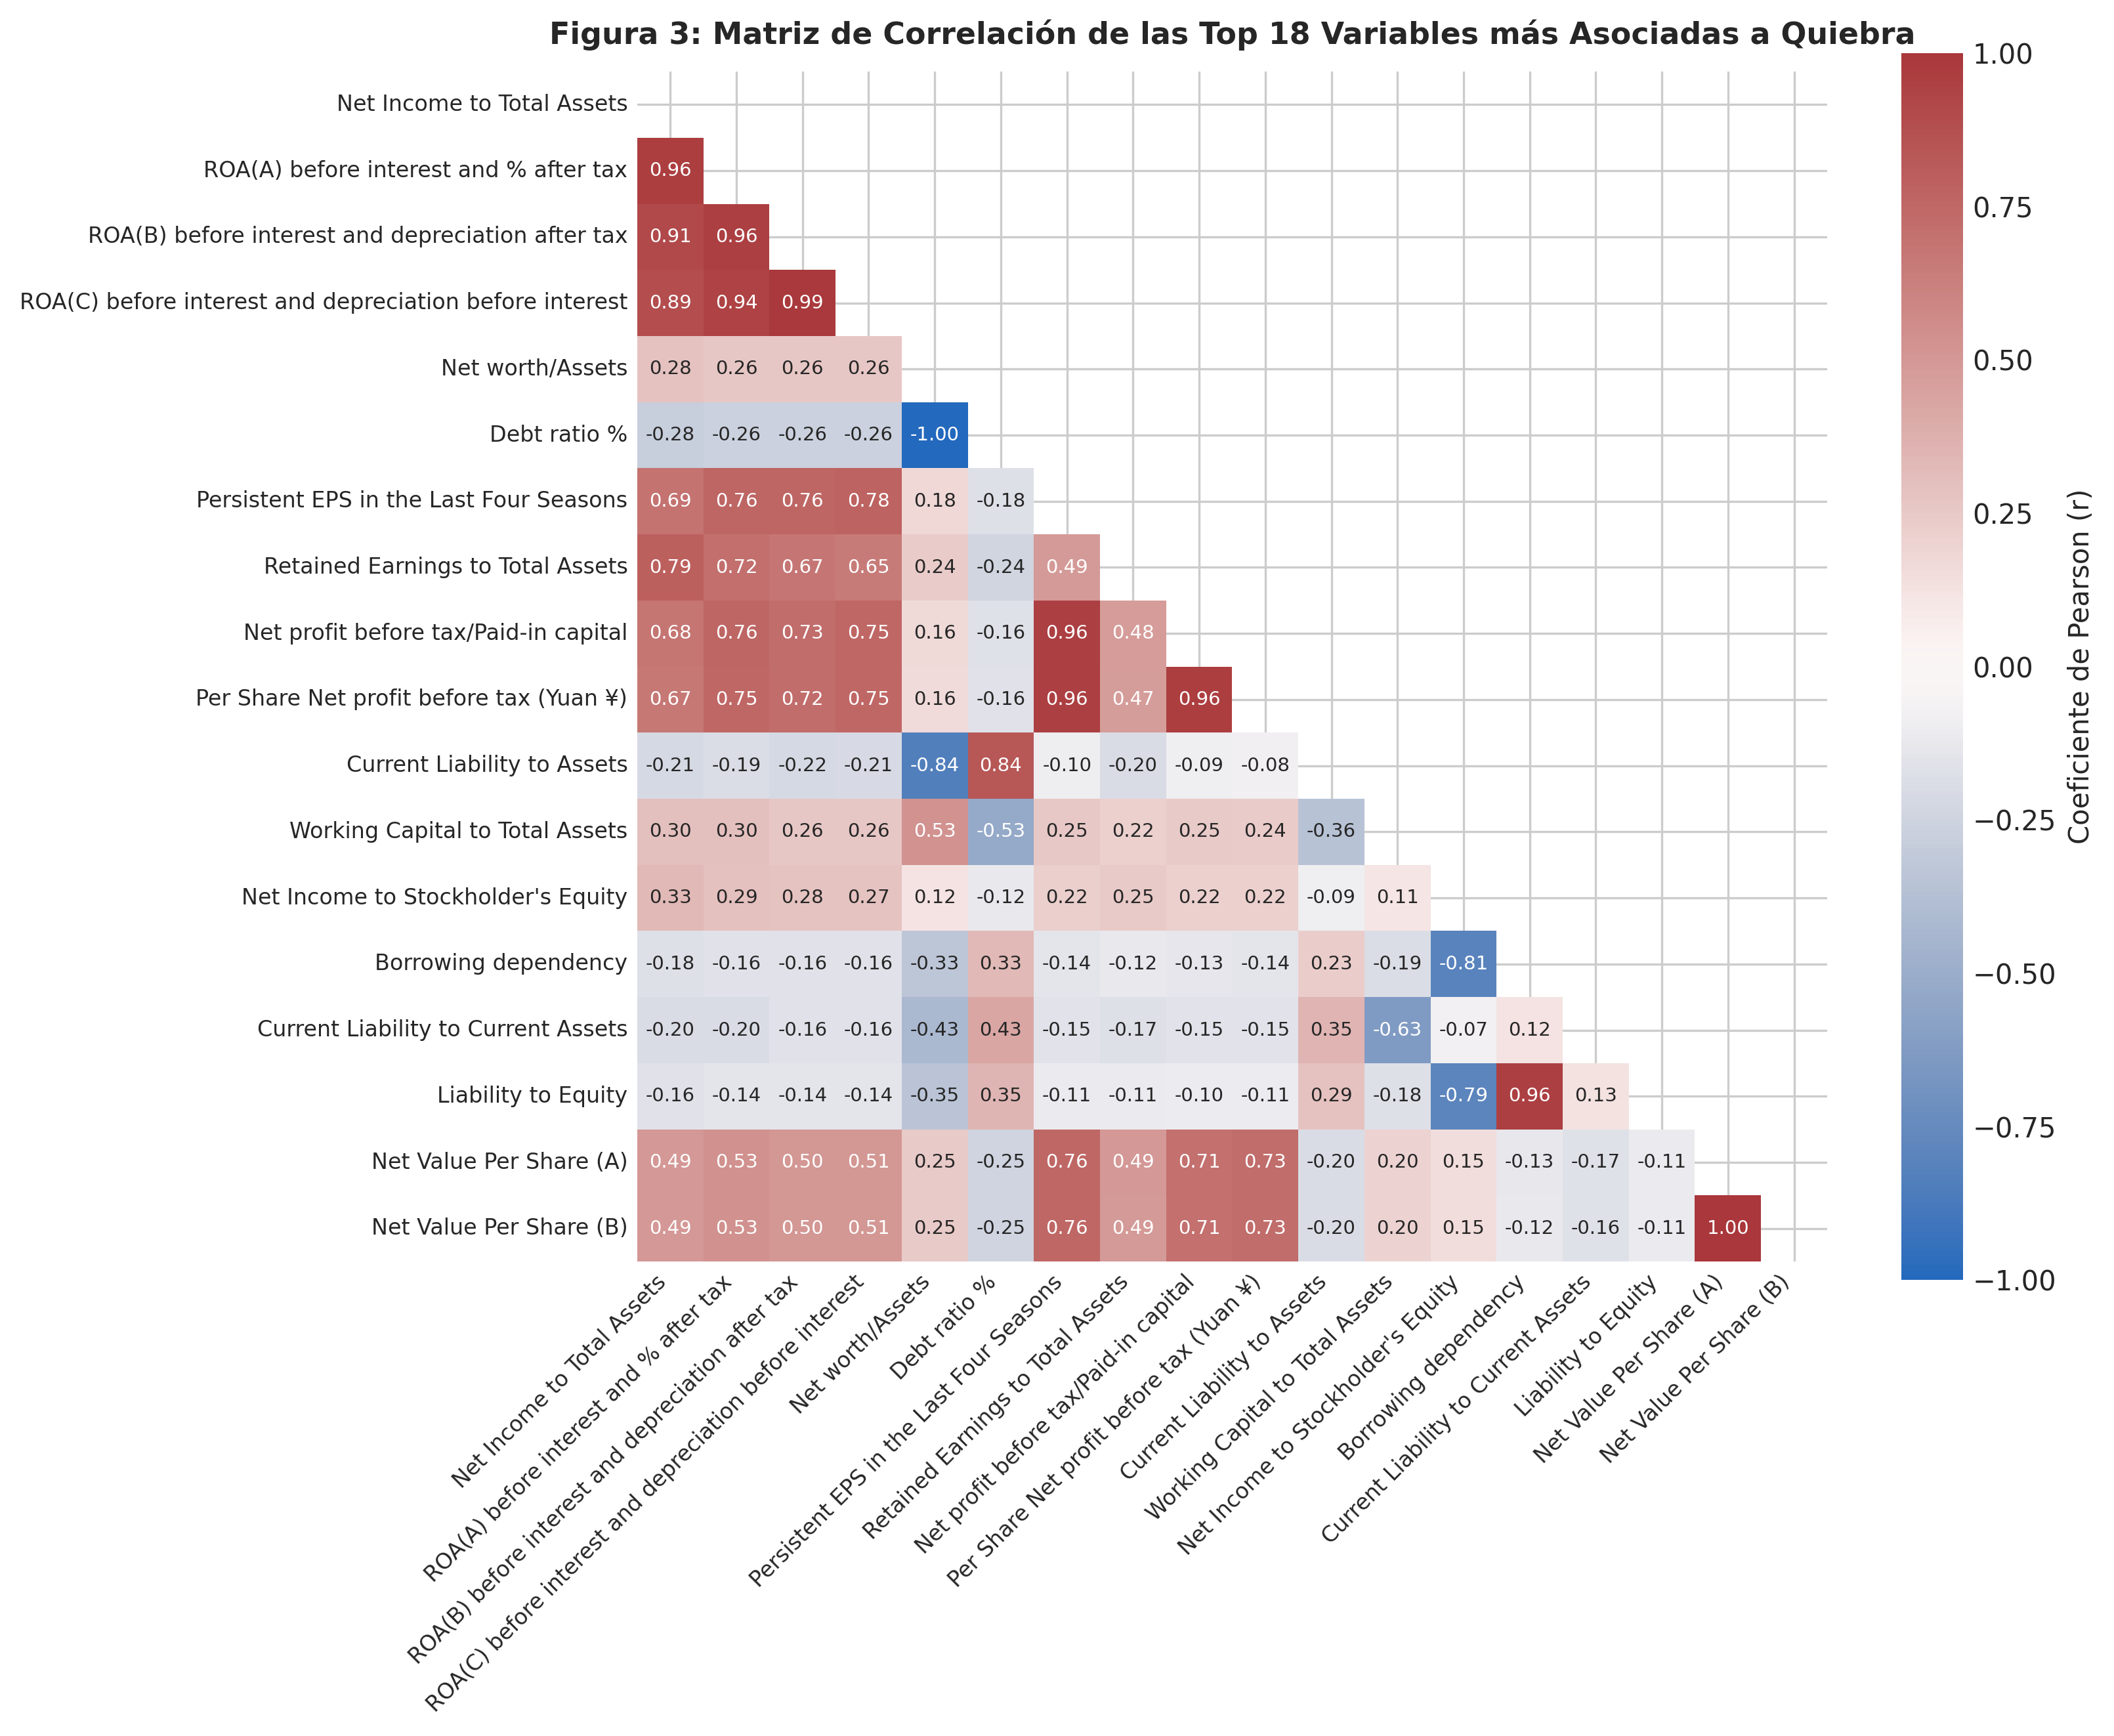 Figura 3: Matriz de Correlación de las Top 18 Variables más Asociadas a Quiebra
Net Income to Total Assets
ROA(A) before interest and % after tax 0.96
ROA(B) before interest and depreciation after tax 0.91 0.96
ROA(C) before interest and depreciation before interest 0.89 0.94 0.99
Net worth/Assets 0.28 0.26 0.26 0.26
Debt ratio % -0.28 -0.26 -0.26 -0.26 -1.00
Persistent EPS in the Last Four Seasons 0.69 0.76 0.76 0.78 0.18 -0.18
Retained Earnings to Total Assets 0.79 0.72 0.67 0.65 0.24 -0.24 0.49
Net profit before tax/Paid-in capital 0.68 0.76 0.73 0.75 0.16 -0.16 0.96 0.48
Per Share Net profit before tax (Yuan ¥) 0.67 0.75 0.72 0.75 0.16 -0.16 0.96 0.47 0.96
Current Liability to Assets -0.21 -0.19 -0.22 -0.21 -0.84 0.84 -0.10 -0.20 -0.09 -0.08
Working Capital to Total Assets 0.30 0.30 0.26 0.26 0.53 -0.53 0.25 0.22 0.25 0.24 -0.36
Net Income to Stockholder's Equity 0.33 0.29 0.28 0.27 0.12 -0.12 0.22 0.25 0.22 0.22 -0.09 0.11
Borrowing dependency -0.18 -0.16 -0.16 -0.16 -0.33 0.33 -0.14 -0.12 -0.13 -0.14 0.23 -0.19 -0.81
Current Liability to Current Assets -0.20 -0.20 -0.16 -0.16 -0.43 0.43 -0.15 -0.17 -0.15 -0.15 0.35 -0.63 -0.07 0.12
Liability to Equity -0.16 -0.14 -0.14 -0.14 -0.35 0.35 -0.11 -0.11 -0.10 -0.11 0.29 -0.18 -0.79 0.96 0.13
Net Value Per Share (A) 0.49 0.53 0.50 0.51 0.25 -0.25 0.76 0.49 0.71 0.73 -0.20 0.20 0.15 -0.13 -0.17 -0.11
Net Value Per Share (B) 0.49 0.53 0.50 0.51 0.25 -0.25 0.76 0.49 0.71 0.73 -0.20 0.20 0.15 -0.12 -0.16 -0.11 1.00
Net Income to Total Assets
ROA(A) before interest and % after tax
ROA(B) before interest and depreciation after tax
ROA(C) before interest and depreciation before interest
Net worth/Assets
Debt ratio %
Persistent EPS in the Last Four Seasons
Retained Earnings to Total Assets
Net profit before tax/Paid-in capital
Per Share Net profit before tax (Yuan ¥)
Current Liability to Assets
Working Capital to Total Assets
Net Income to Stockholder's Equity
Borrowing dependency
Current Liability to Current Assets
Liability to Equity
Net Value Per Share (A)
Net Value Per Share (B)
1.00
0.75
0.50
0.25
0.00
−0.25
−0.50
−0.75
−1.00
Coeficiente de Pearson (r)